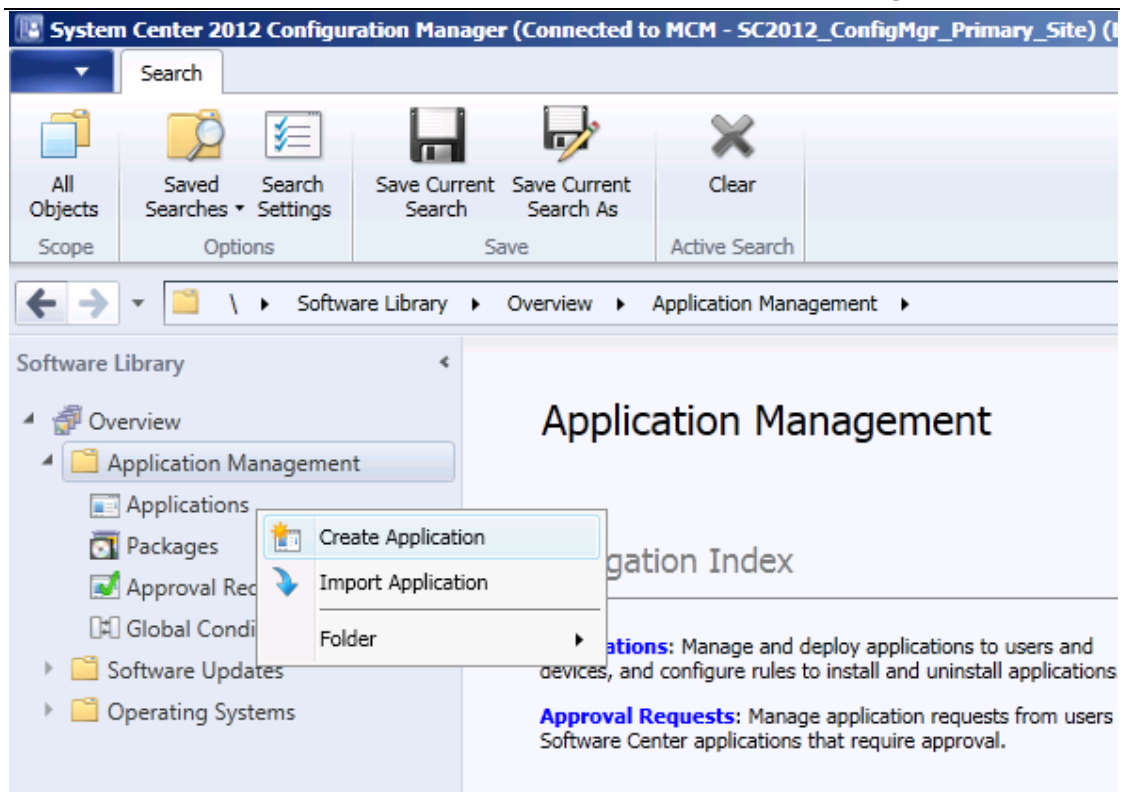 System Center 2012 Configuration Manager (Connected to MCM - SC2012_ConfigMgr_Primary_Site) (
Search
All Objects
Saved Searches
Search Settings
Save Current Search
Save Current Search As
Clear
Scope
Options
Save
Active Search
\ Software Library Overview Application Management
Software Library
Overview
Application Management
Applications
Packages
Approval Req
Global Condi
Software Updates
Operating Systems
Create Application
Import Application
Folder
Application Management
gation Index
ations: Manage and deploy applications to users and
devices, and configure rules to install and uninstall applications
Approval Requests: Manage application requests from users
Software Center applications that require approval.